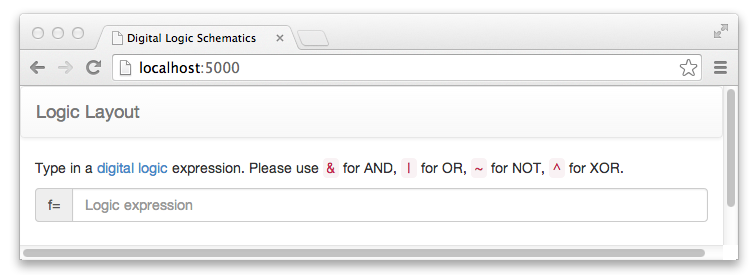 Digital Logic Schematics
localhost:5000
Logic Layout
Type in a digital logic expression. Please use & for AND, | for OR, ~ for NOT, ^ for XOR.
f= Logic expression